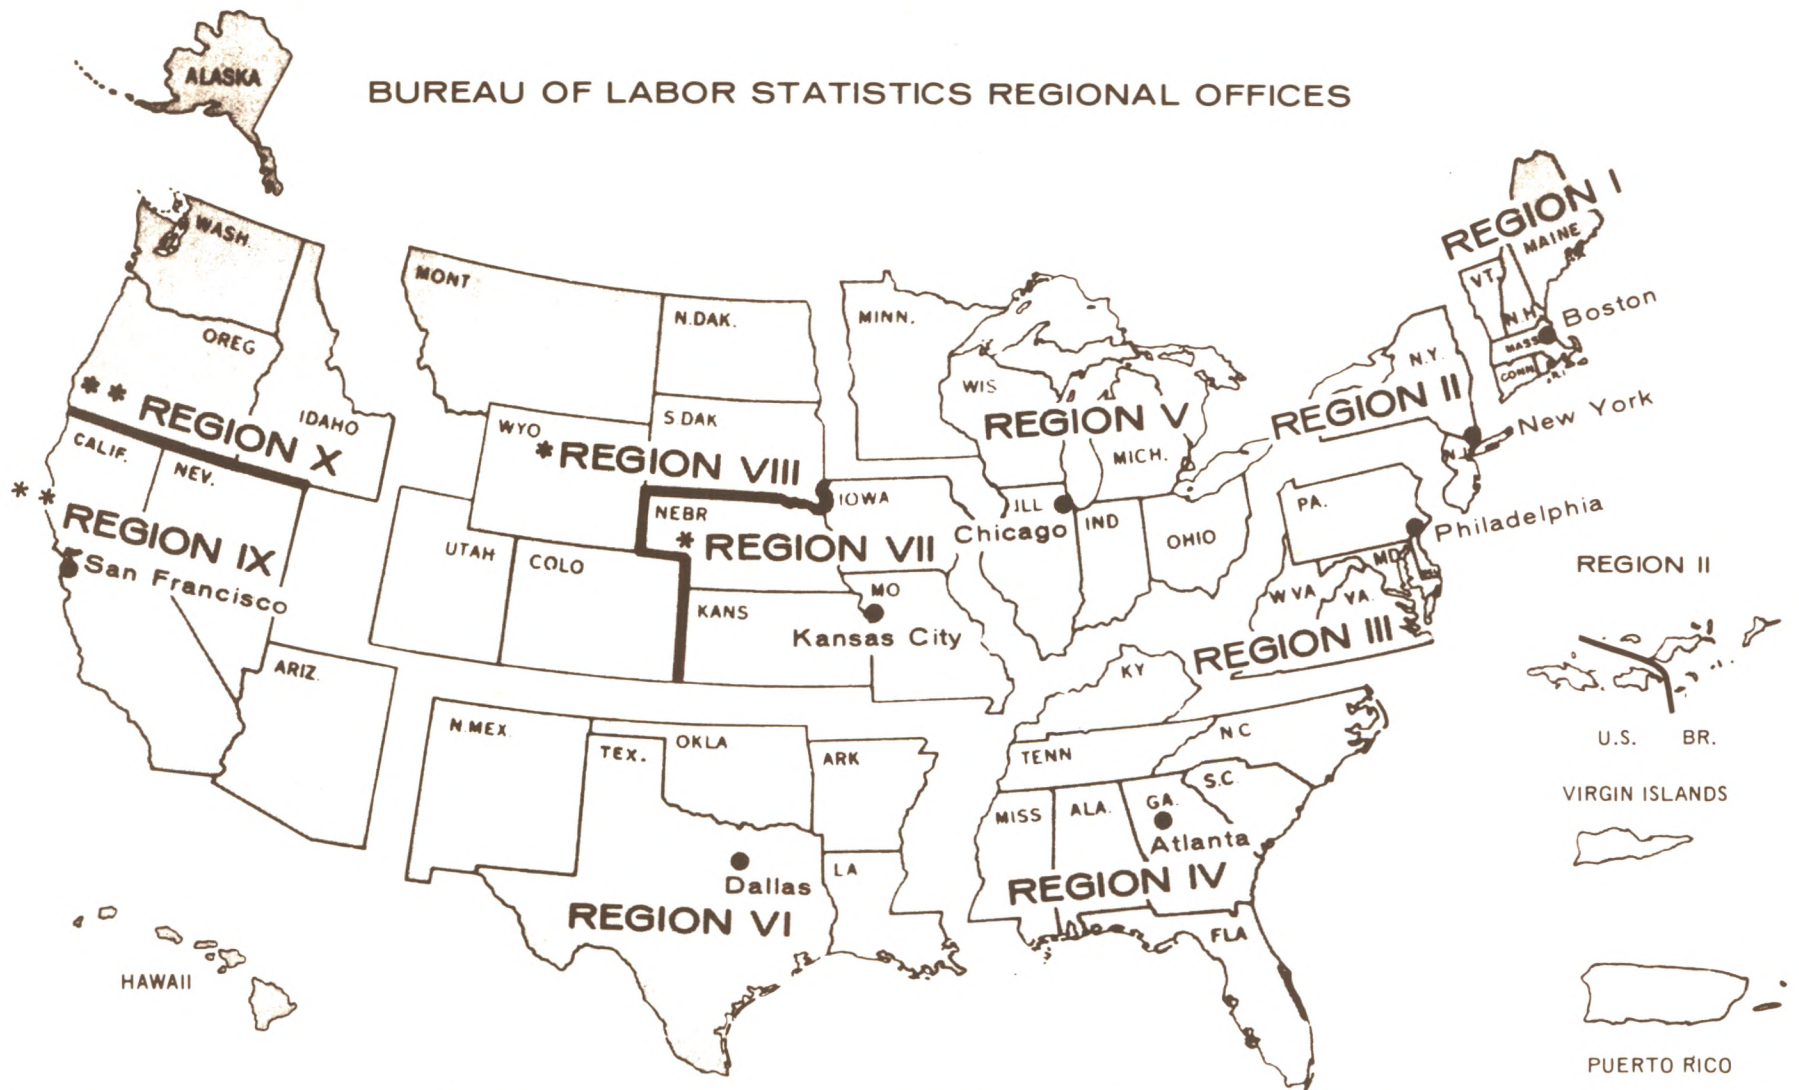 BUREAU OF LABOR STATISTICS REGIONAL OFFICES
ALASKA
WASH.
OREG
IDAHO
** REGION X
CALIF.
NEV.
** REGION IX
San Francisco
ARIZ.
HAWAII
MONT
N.DAK.
S.DAK
WYO
*REGION VIII
UTAH
COLO
NEBR
IOWA
* REGION VII
KANS
MO
Kansas City
N.MEX.
TEX.
OKLA
ARK
LA
Dallas
REGION VI
MINN.
WIS
REGION V
MICH.
ILL
Chicago
IND
OHIO
KY
TENN
N C
S.C.
MISS
ALA.
GA.
Atlanta
REGION IV
FLA
PA.
Philadelphia
MD
W VA
VA.
REGION III
N.Y.
REGION II
New York
N.J.
REGION I
MAINE
VT.
N.H.
Boston
MASS
CONN.
R.I.
REGION II
U.S. BR.
VIRGIN ISLANDS
PUERTO RICO